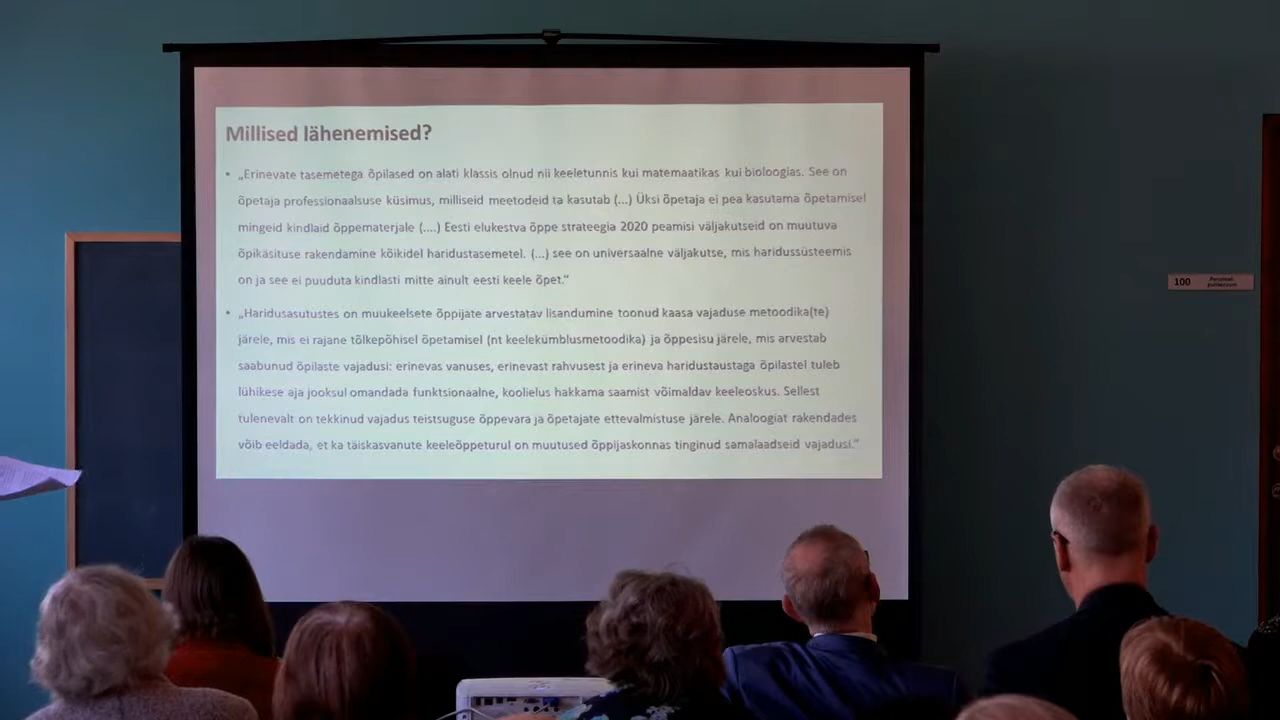 Millised lähenemised?
• „Erinevate tasemetega õpilased on alati klassis olnud nii keeletunnis kui matemaatikas kui bioloogias. See on
õpetaja professionaalsuse küsimus, milliseid meetodeid ta kasutab (...) Üksi õpetaja ei pea kasutama õpetamisel
mingeid kindlaid õppematerjale (....) Eesti elukestva õppe strateegia 2020 peamisi väljakutseid on muutuva
õpikäsituse rakendamine kõikidel haridustasemetel. (...) see on universaalne väljakutse, mis haridussüsteemis
on ja see ei puuduta kindlasti mitte ainult eesti keele õpet.“
• „Haridusasutustes on muukeelsete õppijate arvestatav lisandumine toonud kaasa vajaduse metoodika(te)
järele, mis ei rajane tõlkepõhisel õpetamisel (nt keelekümblusmetoodika) ja õppesisu järele, mis arvestab
saabunud õpilaste vajadusi: erinevas vanuses, erinevast rahvusest ja erineva haridustaustaga õpilastel tuleb
lühikese aja jooksul omandada funktsionaalne, koolielus hakkama saamist võimaldav keeleoskus. Sellest
tulenevalt on tekkinud vajadus teistsuguse õppevara ja õpetajate ettevalmistuse järele. Analoogiat rakendades
võib eeldada, et ka täiskasvanute keeleõppeturul on muutused õppijaskonnas tinginud samalaadseid vajadusi.“
100